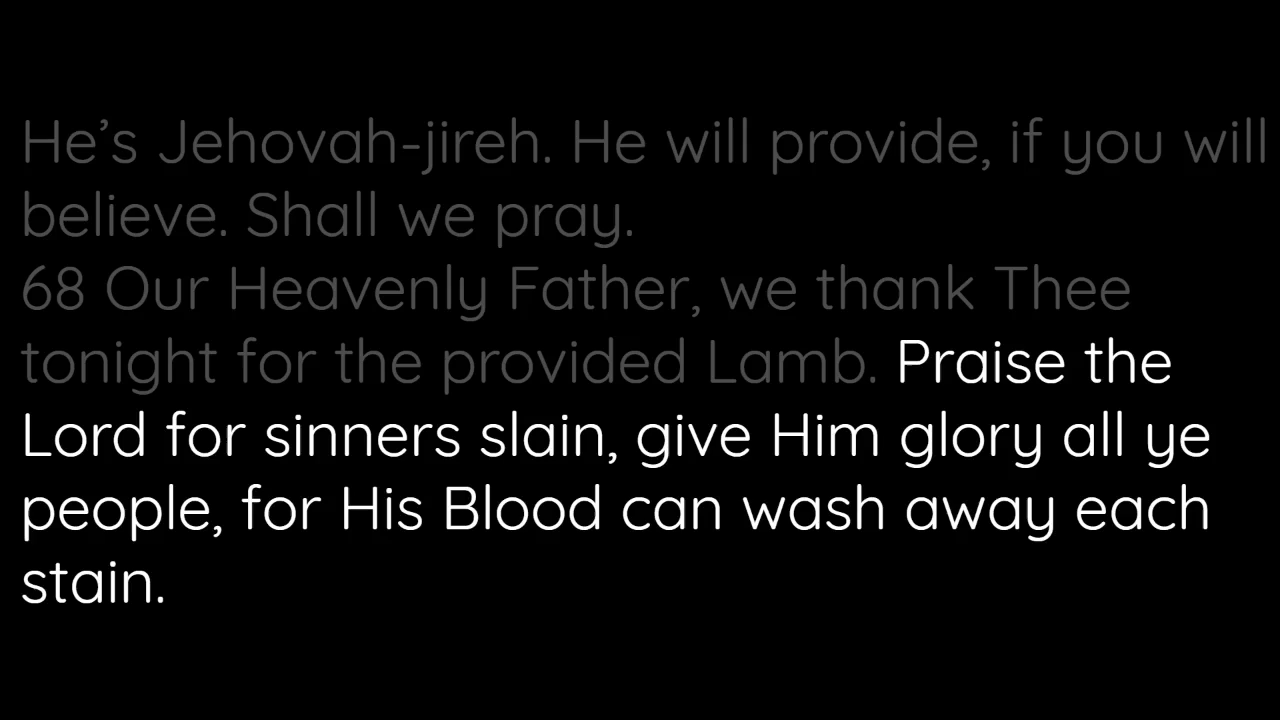 He’s Jehovah-jireh. He will provide, if you will
believe. Shall we pray.
68 Our Heavenly Father, we thank Thee
tonight for the provided Lamb. Praise the
Lord for sinners slain, give Him glory all ye
people, for His Blood can wash away each
stain.